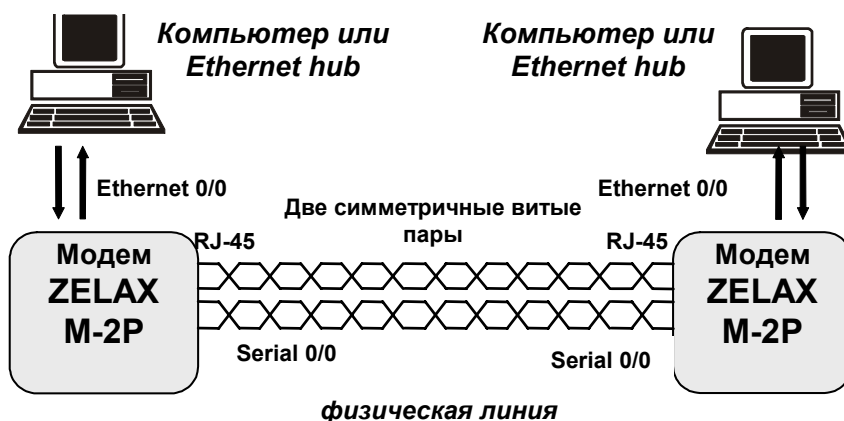 Компьютер или
Ethernet hub
Компьютер или
Ethernet hub
Ethernet 0/0
Ethernet 0/0
Две симметричные витые
пары
RJ-45
RJ-45
Модем
ZELAX
M-2P
Модем
ZELAX
M-2P
Serial 0/0
Serial 0/0
физическая линия